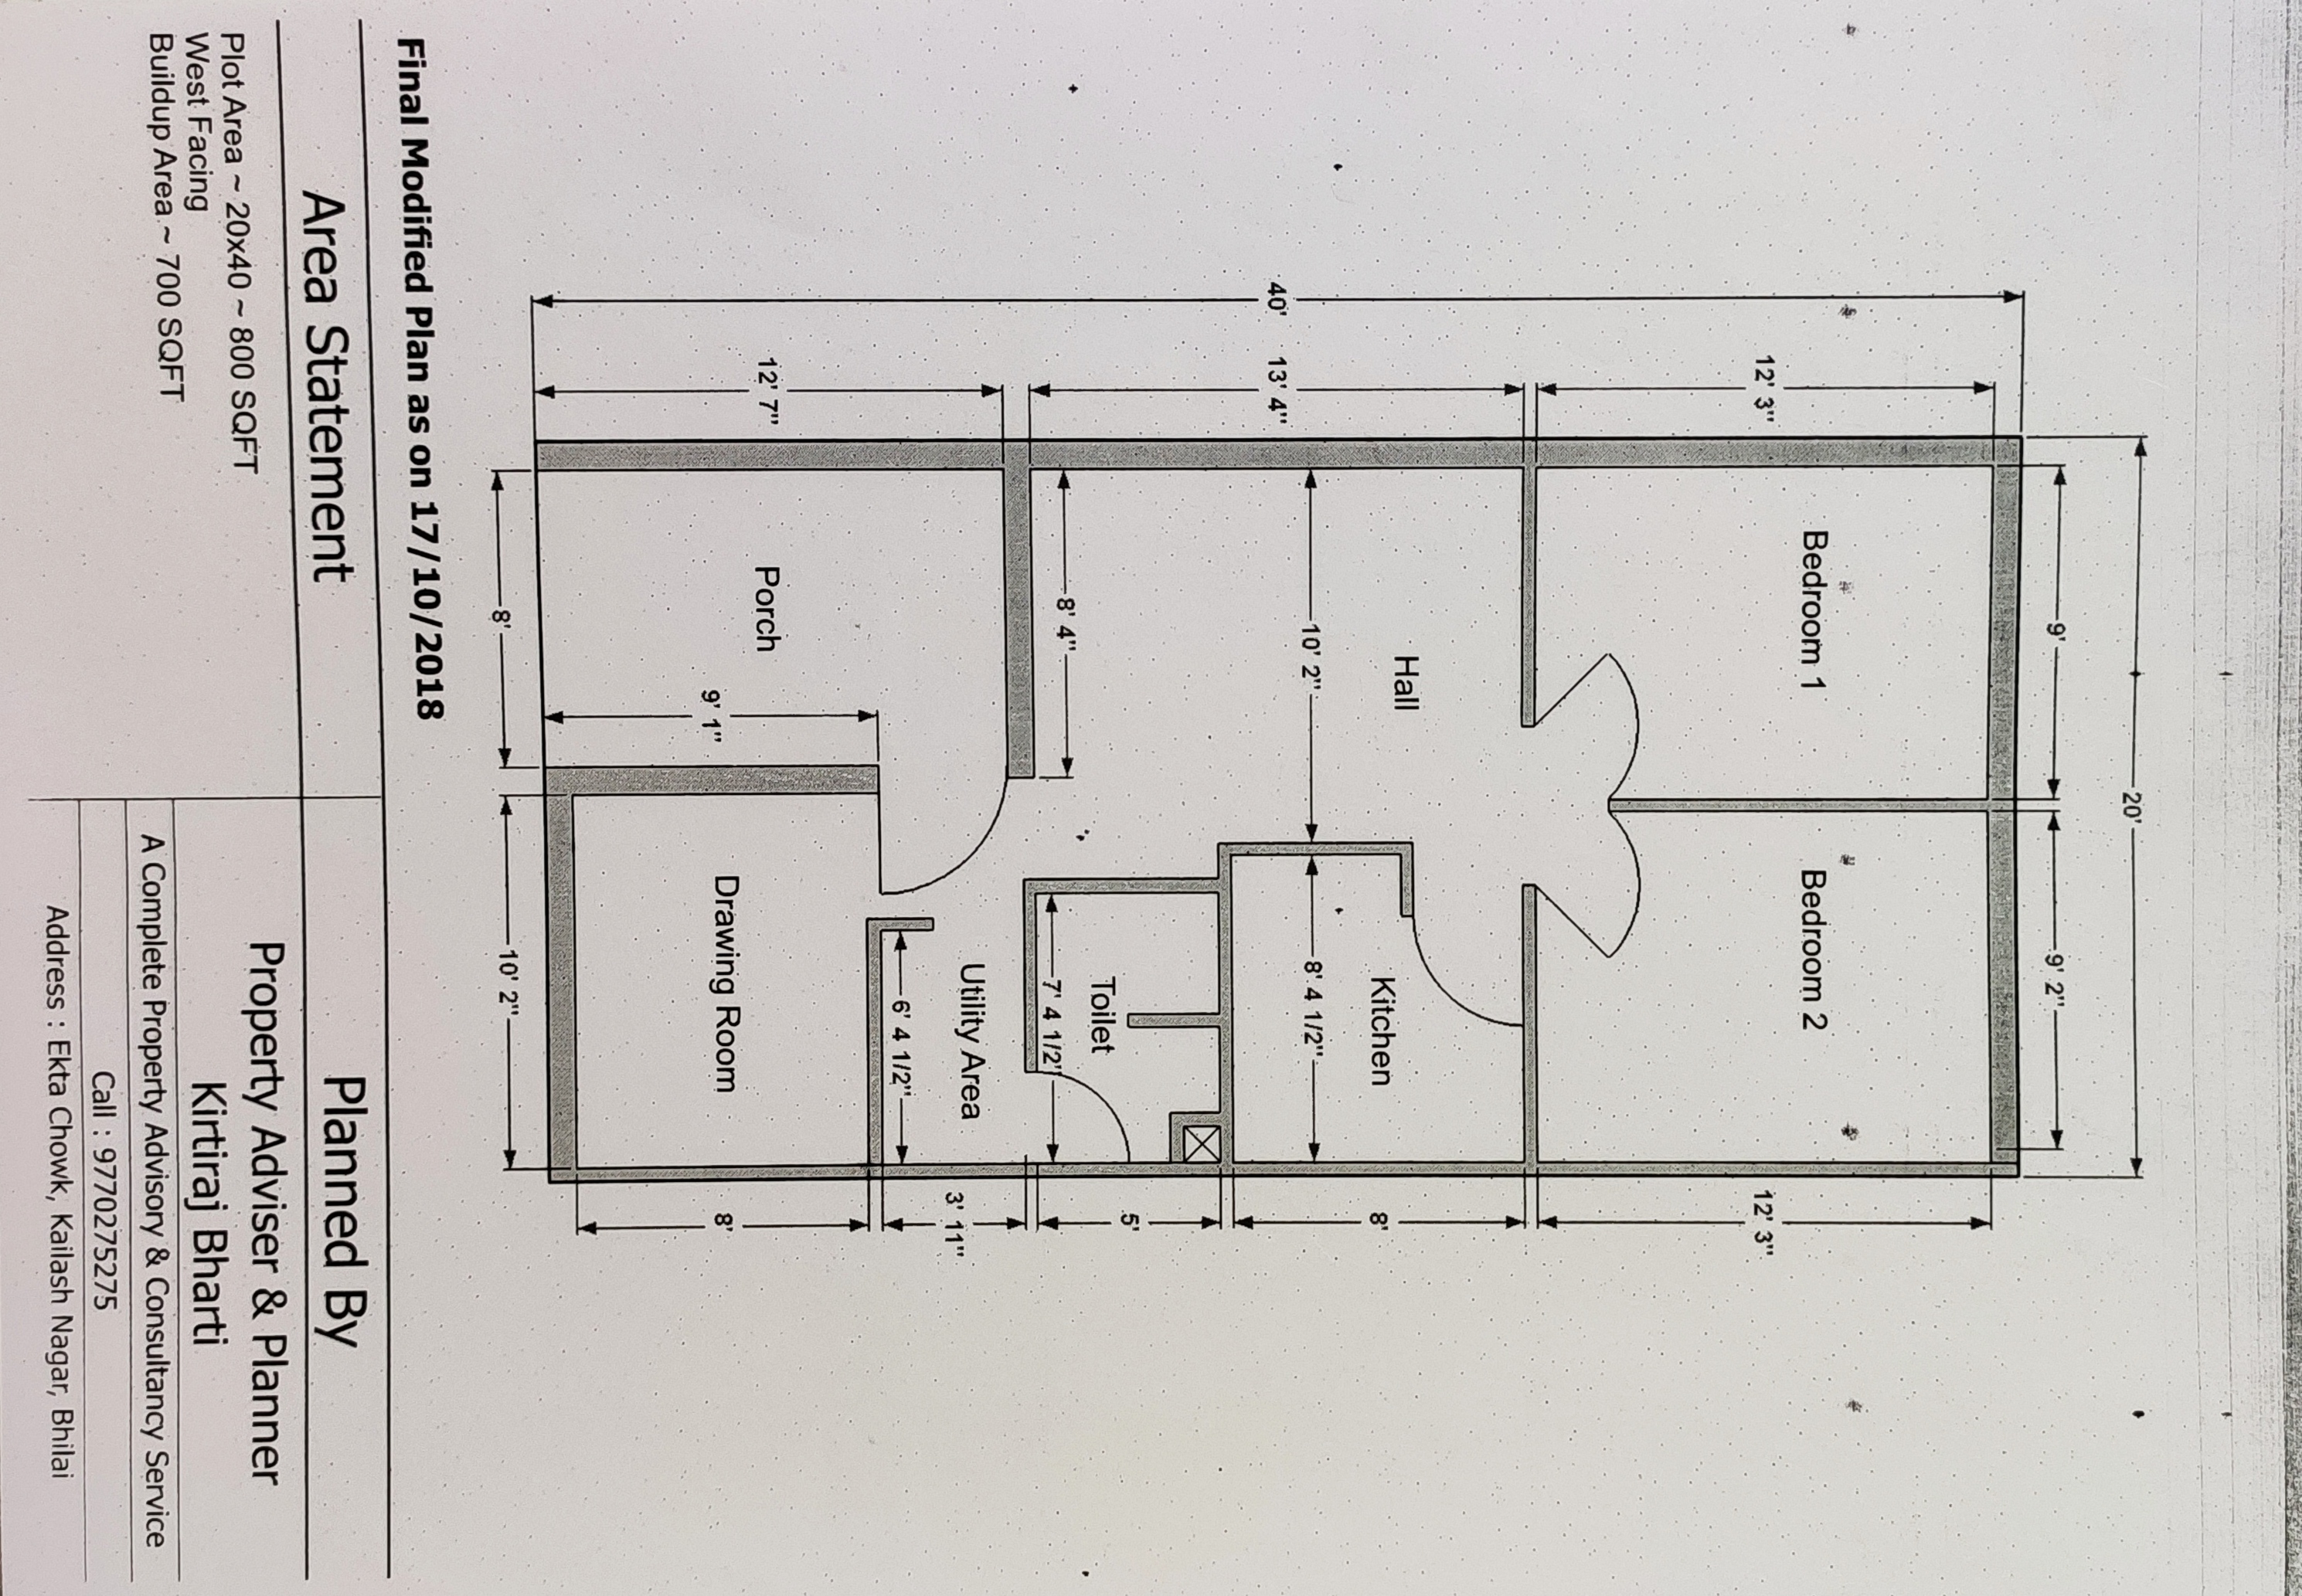 20'
9'
9' 2"
40'
12' 3"
Bedroom 1
Bedroom 2
12' 3"
13' 4"
Hall
10' 2"
Kitchen
8' 4 1/2"
8'
8' 4"
Toilet
7' 4 1/2"
5'
Utility Area
6' 4 1/2"
3' 11"
12' 7"
Porch
9' 1"
Drawing Room
8'
8'
10' 2"
Final Modified Plan as on 17/10/2018
Area Statement
Plot Area ~ 20x40 ~ 800 SQFT
West Facing
Buildup Area ~ 700 SQFT
Planned By
Property Adviser & Planner
Kirtiraj Bharti
A Complete Property Advisory & Consultancy Service
Call : 9770275275
Address : Ekta Chowk, Kailash Nagar, Bhilai